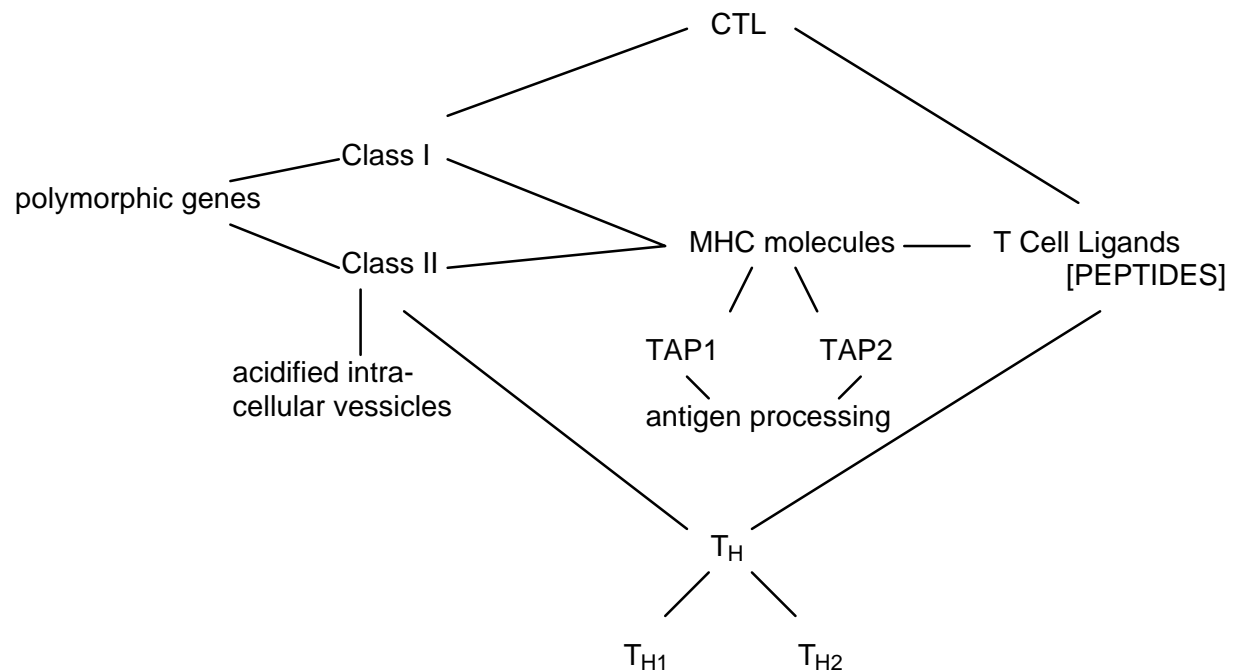 CTL
Class I
polymorphic genes
Class II
MHC molecules
T Cell Ligands
[PEPTIDES]
TAP1
TAP2
acidified intra-
cellular vessicles
antigen processing
TH
TH1
TH2